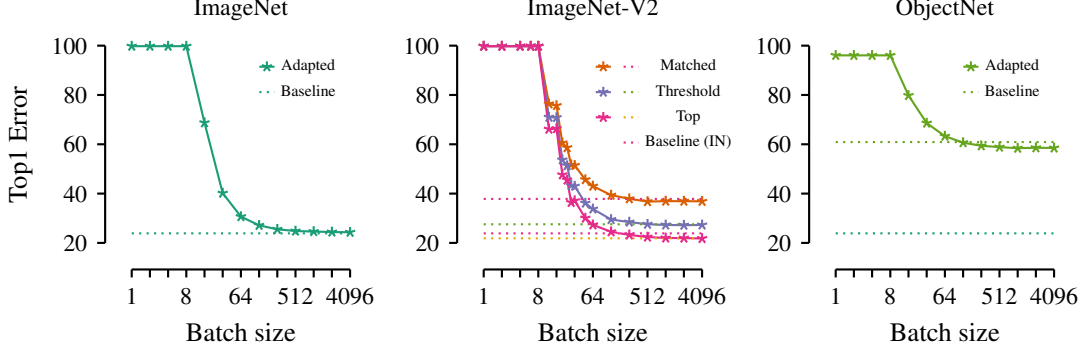 ImageNet
ImageNet-V2
ObjectNet
Top1 Error
100
80
60
40
20
Adapted
Baseline
1
8
64
512
4096
Batch size
100
80
60
40
20
Matched
Threshold
Top
Baseline (IN)
1
8
64
512
4096
Batch size
100
80
60
40
20
Adapted
Baseline
1
8
64
512
4096
Batch size